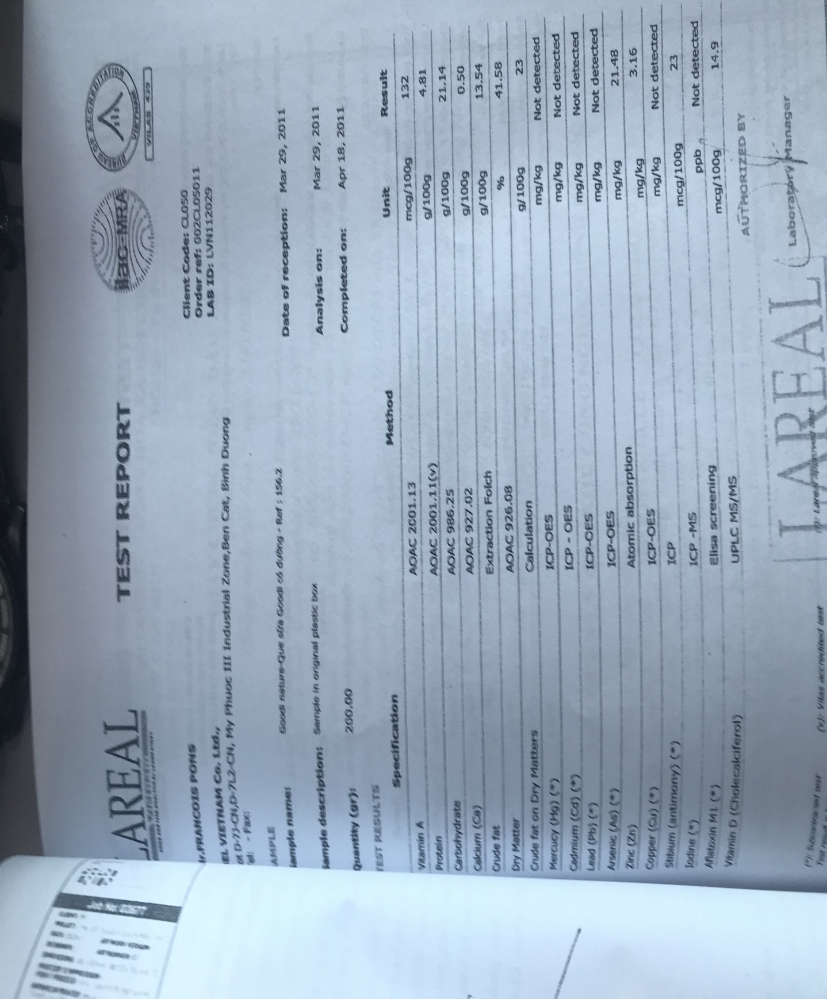 LAREAL
TEST REPORT
ilac-MRA
BUREAU OF ACCREDITATION
VIETNAM
VILAS 439
Mr.FRANCOIS PONS
Client Code: CL050
Order ref: 002CL05011
EL VIETNAM Co. Ltd.,
LAB ID: LVN1112029
ot D-7J-CN,D-7L2-CN, My Phuoc III Industrial Zone,Ben Cat, Binh Duong
el: - Fax:
AMPLE
ample name: Goodi nature-Que sữa Goodi có đường - Ref : 156.2 Date of reception: Mar 29, 2011
ample description: Sample in original plastic box Analysis on: Mar 29, 2011
Quantity (gr): 200.00 Completed on: Apr 18, 2011
TEST RESULTS
Specification Method Unit Result
Vitamin A AOAC 2001.13 mcg/100g 132
Protein AOAC 2001.11(v) g/100g 4.81
Carbohydrate AOAC 986.25 g/100g 21.14
Calcium (Ca) AOAC 927.02 g/100g 0.50
Crude fat Extraction Folch g/100g 13.54
Dry Matter AOAC 926.08 % 41.58
Crude fat on Dry Matters Calculation g/100g 23
Mercucy (Hg) (*) ICP-OES mg/kg Not detected
Cadmium (Cd) (*) ICP - OES mg/kg Not detected
Lead (Pb) (*) ICP-OES mg/kg Not detected
Arsenic (As) (*) ICP-OES mg/kg Not detected
Zinc (Zn) Atomic absorption mg/kg 21.48
Copper (Cu) (*) ICP-OES mg/kg 3.16
Stibium (antimony) (*) ICP mg/kg Not detected
Iodine (*) ICP -MS mcg/100g 23
Aflatoxin M1 (*) Elisa screening ppb Not detected
Vitamin D (Cholecalciferol) UPLC MS/MS mcg/100g 14.9
AUTHORIZED BY
Laboratory Manager
LAREAL
(*): Subcontracted test (v): Vilas accredited test
Job No: